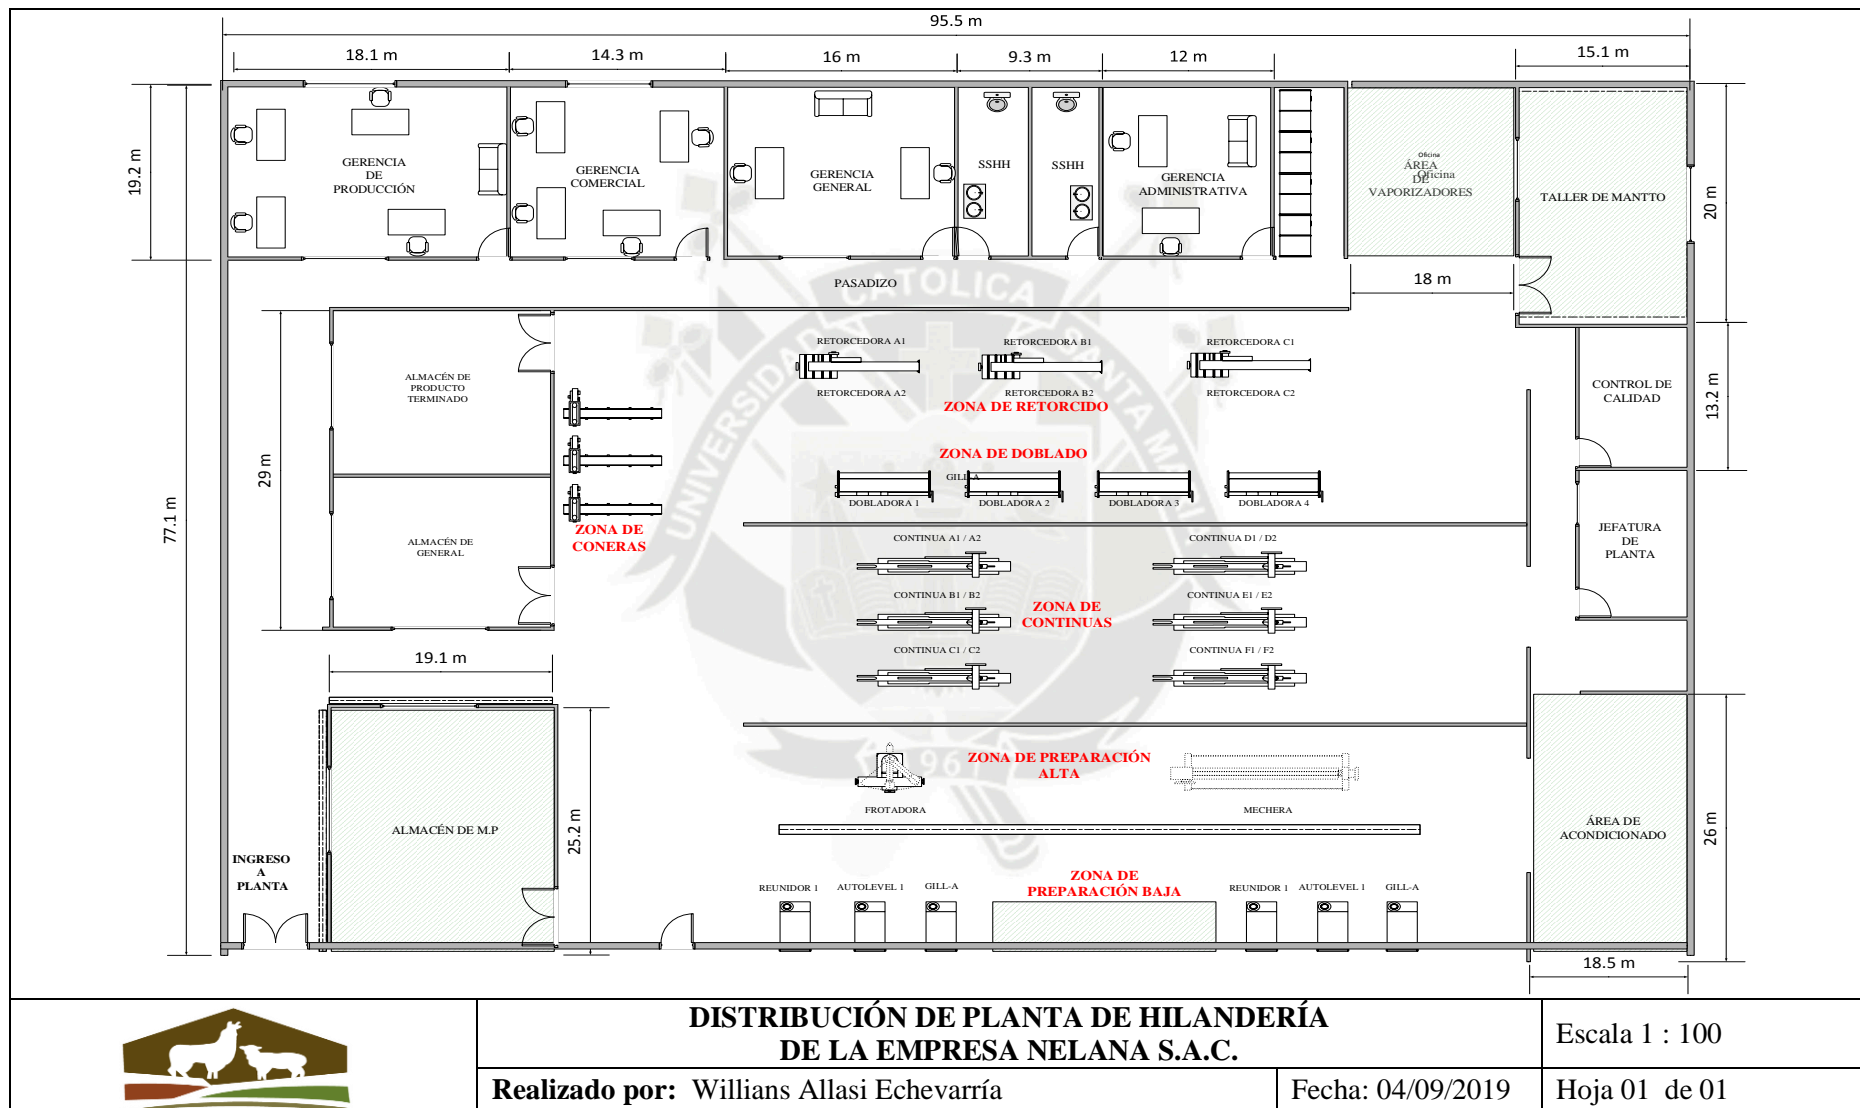 95.5 m
18.1 m
14.3 m
16 m
9.3 m
12 m
15.1 m
19.2 m
77.1 m
GERENCIA
DE
PRODUCCIÓN
GERENCIA
COMERCIAL
GERENCIA
GENERAL
SSHH
SSHH
GERENCIA
ADMINISTRATIVA
Oficina
ÁREA
Oficina
DE
VAPORIZADORES
TALLER DE MANTTO
20 m
PASADIZO
18 m
29 m
ALMACÉN DE
PRODUCTO
TERMINADO
ALMACÉN DE
GENERAL
RETORCEDORA A1
RETORCEDORA B1
RETORCEDORA C1
RETORCEDORA A2
RETORCEDORA B2
RETORCEDORA C2
ZONA DE RETORCIDO
CONTROL DE
CALIDAD
13.2 m
ZONA DE DOBLADO
GILL-A
DOBLADORA 1
DOBLADORA 2
DOBLADORA 3
DOBLADORA 4
ZONA DE
CONERAS
JEFATURA
DE
PLANTA
CONTINUA A1 / A2
CONTINUA D1 / D2
CONTINUA B1 / B2
CONTINUA E1 / E2
ZONA DE
CONTINUAS
CONTINUA C1 / C2
CONTINUA F1 / F2
19.1 m
25.2 m
ALMACÉN DE M.P
INGRESO
A
PLANTA
ZONA DE PREPARACIÓN
ALTA
FROTADORA
MECHERA
ÁREA DE
ACONDICIONADO
26 m
ZONA DE
PREPARACIÓN BAJA
REUNIDOR 1
AUTOLEVEL 1
GILL-A
REUNIDOR 1
AUTOLEVEL 1
GILL-A
18.5 m
UNIVERSIDAD CATOLICA SANTA MA
961
DISTRIBUCIÓN DE PLANTA DE HILANDERÍA
DE LA EMPRESA NELANA S.A.C.
Escala 1 : 100
Realizado por: Willians Allasi Echevarría
Fecha: 04/09/2019
Hoja 01 de 01